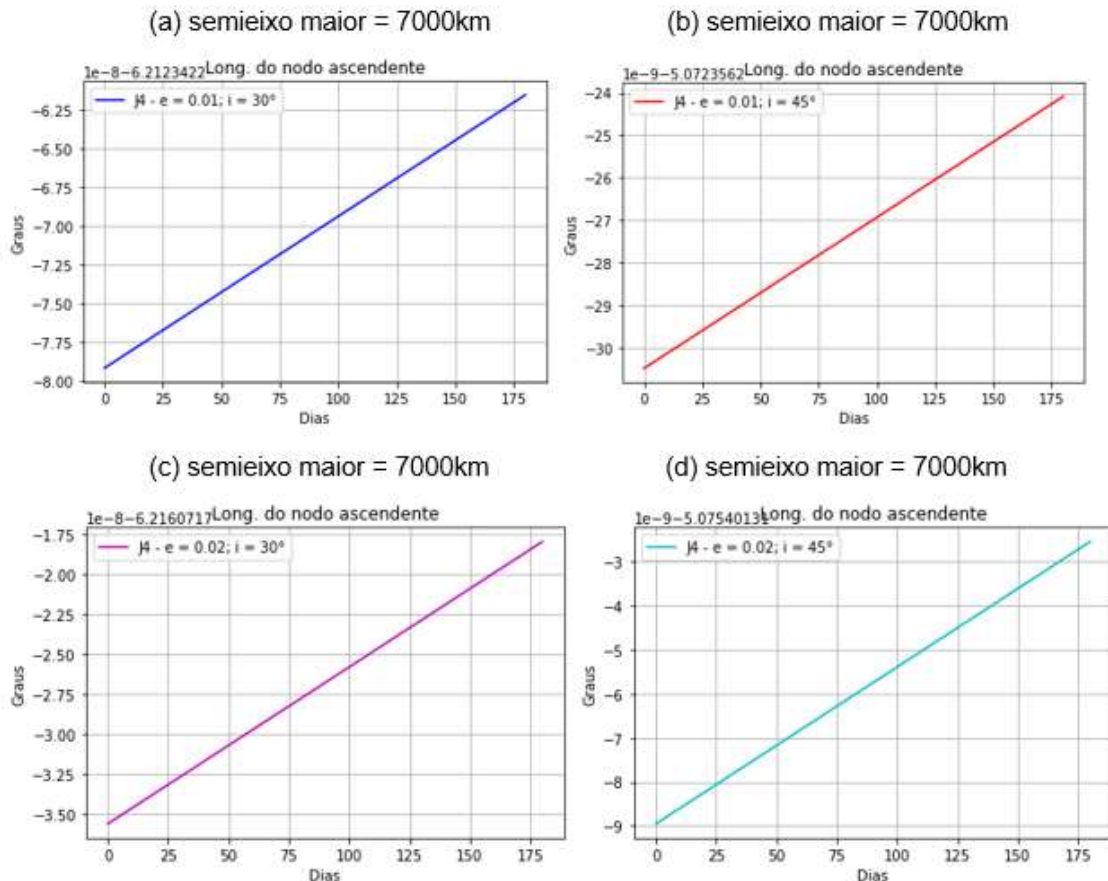 (a) semieixo maior = 7000km
1e−8−6.2123422 Long. do nodo ascendente
J4 - e = 0.01; i = 30°
−6.25
−6.50
−6.75
−7.00
−7.25
−7.50
−7.75
−8.00
Graus
0 25 50 75 100 125 150 175
Dias
(b) semieixo maior = 7000km
1e−9−5.0723562 Long. do nodo ascendente
J4 - e = 0.01; i = 45°
−24
−25
−26
−27
−28
−29
−30
Graus
0 25 50 75 100 125 150 175
Dias
(c) semieixo maior = 7000km
1e−8−6.2160717 Long. do nodo ascendente
J4 - e = 0.02; i = 30°
−1.75
−2.00
−2.25
−2.50
−2.75
−3.00
−3.25
−3.50
Graus
0 25 50 75 100 125 150 175
Dias
(d) semieixo maior = 7000km
Long. do nodo ascendente
J4 - e = 0.02; i = 45°
−3
−4
−5
−6
−7
−8
−9
Graus
0 25 50 75 100 125 150 175
Dias